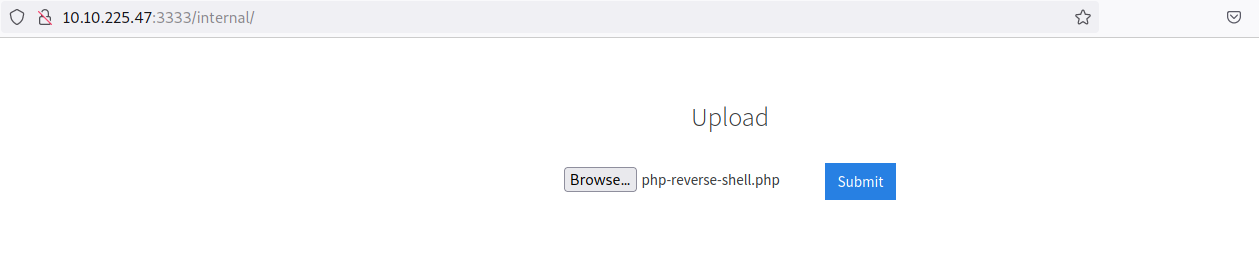 10.10.225.47:3333/internal/
Upload
Browse... php-reverse-shell.php Submit